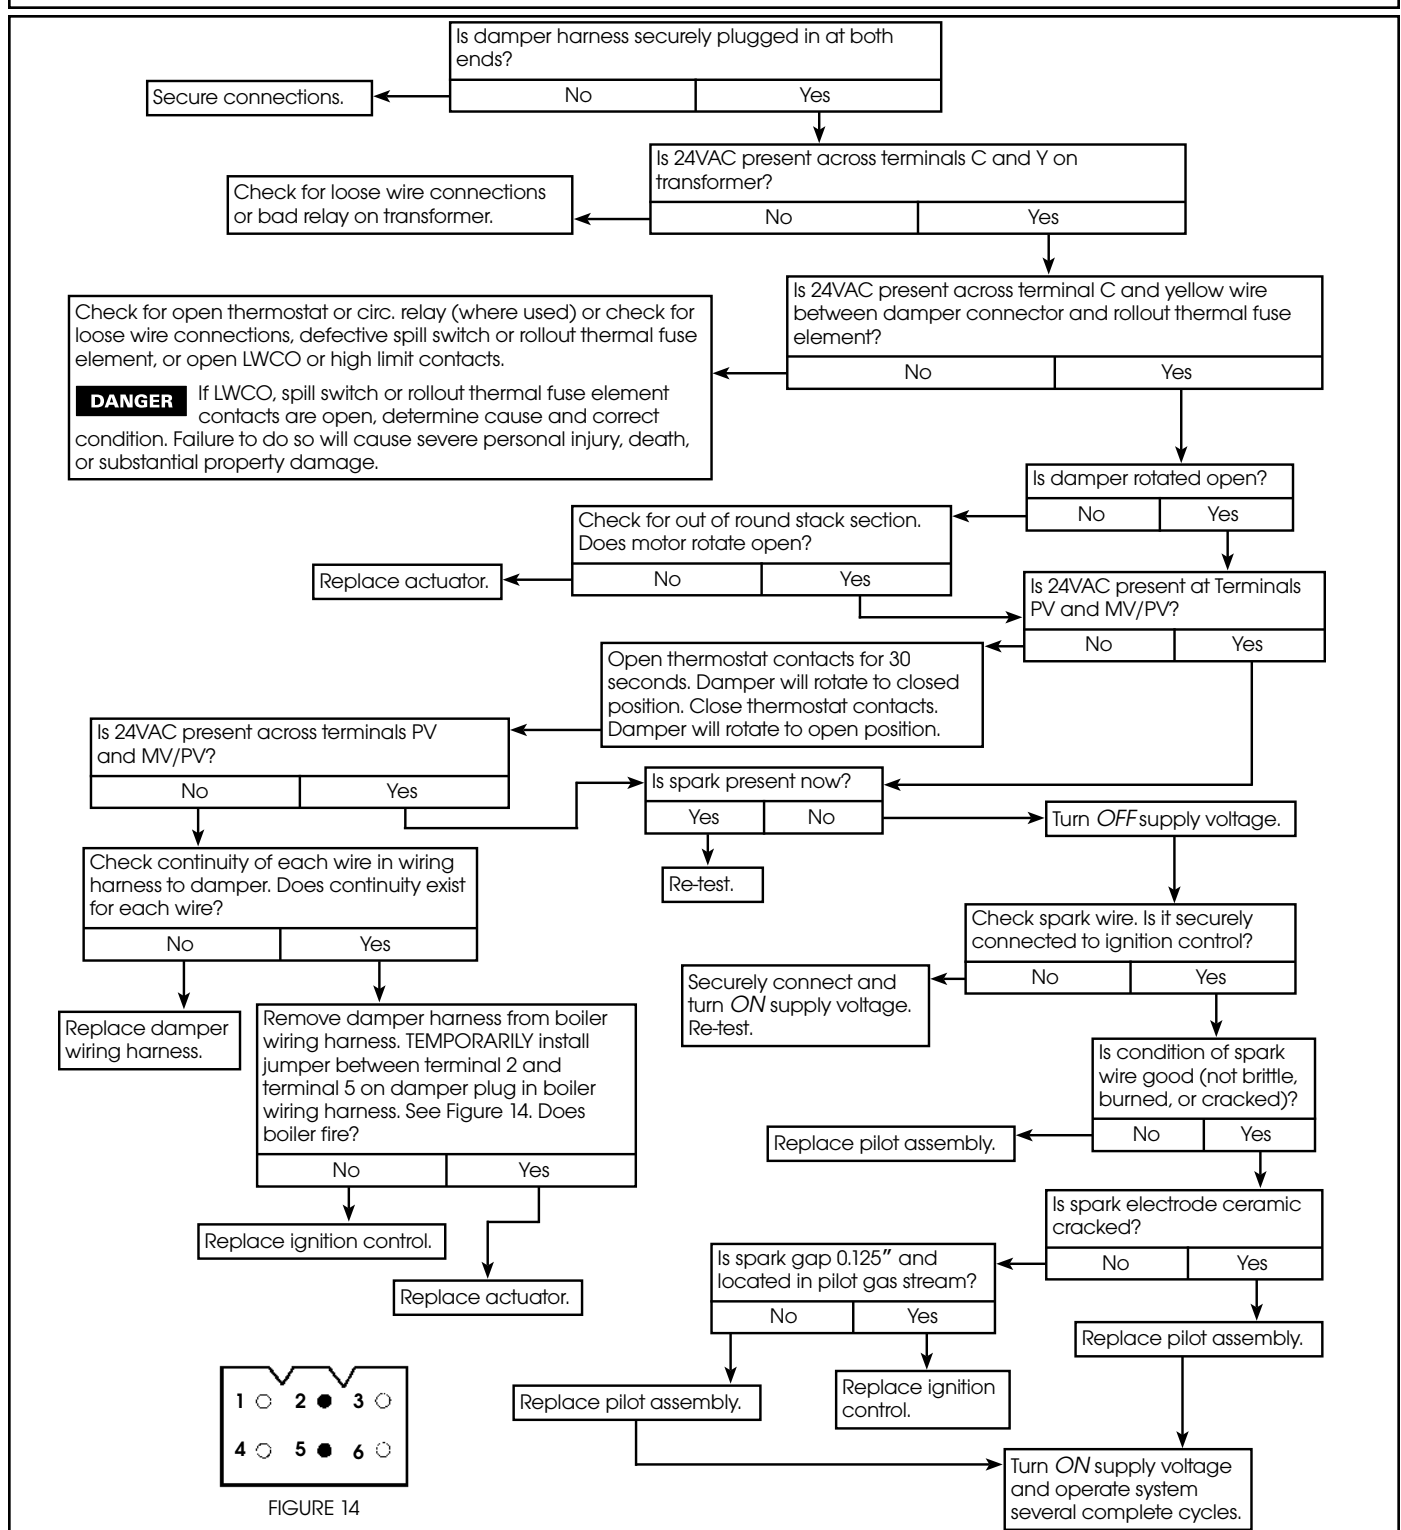 Is damper harness securely plugged in at both
ends?
No
Yes
Secure connections.
Is 24VAC present across terminals C and Y on
transformer?
No
Yes
Check for loose wire connections
or bad relay on transformer.
Is 24VAC present across terminal C and yellow wire
between damper connector and rollout thermal fuse
element?
No
Yes
Check for open thermostat or circ. relay (where used) or check for
loose wire connections, defective spill switch or rollout thermal fuse
element, or open LWCO or high limit contacts.
DANGER If LWCO, spill switch or rollout thermal fuse element
contacts are open, determine cause and correct
condition. Failure to do so will cause severe personal injury, death,
or substantial property damage.
Is damper rotated open?
No
Yes
Check for out of round stack section.
Does motor rotate open?
No
Yes
Replace actuator.
Is 24VAC present at Terminals
PV and MV/PV?
No
Yes
Open thermostat contacts for 30
seconds. Damper will rotate to closed
position. Close thermostat contacts.
Damper will rotate to open position.
Is 24VAC present across terminals PV
and MV/PV?
No
Yes
Is spark present now?
Yes
No
Turn OFF supply voltage.
Re-test.
Check continuity of each wire in wiring
harness to damper. Does continuity exist
for each wire?
No
Yes
Check spark wire. Is it securely
connected to ignition control?
No
Yes
Securely connect and
turn ON supply voltage.
Re-test.
Replace damper
wiring harness.
Remove damper harness from boiler
wiring harness. TEMPORARILY install
jumper between terminal 2 and
terminal 5 on damper plug in boiler
wiring harness. See Figure 14. Does
boiler fire?
No
Yes
Is condition of spark
wire good (not brittle,
burned, or cracked)?
No
Yes
Replace pilot assembly.
Is spark electrode ceramic
cracked?
No
Yes
Replace ignition control.
Replace actuator.
Is spark gap 0.125″ and
located in pilot gas stream?
No
Yes
Replace pilot assembly.
Replace pilot assembly.
Replace ignition
control.
1 2 3
4 5 6
FIGURE 14
Turn ON supply voltage
and operate system
several complete cycles.